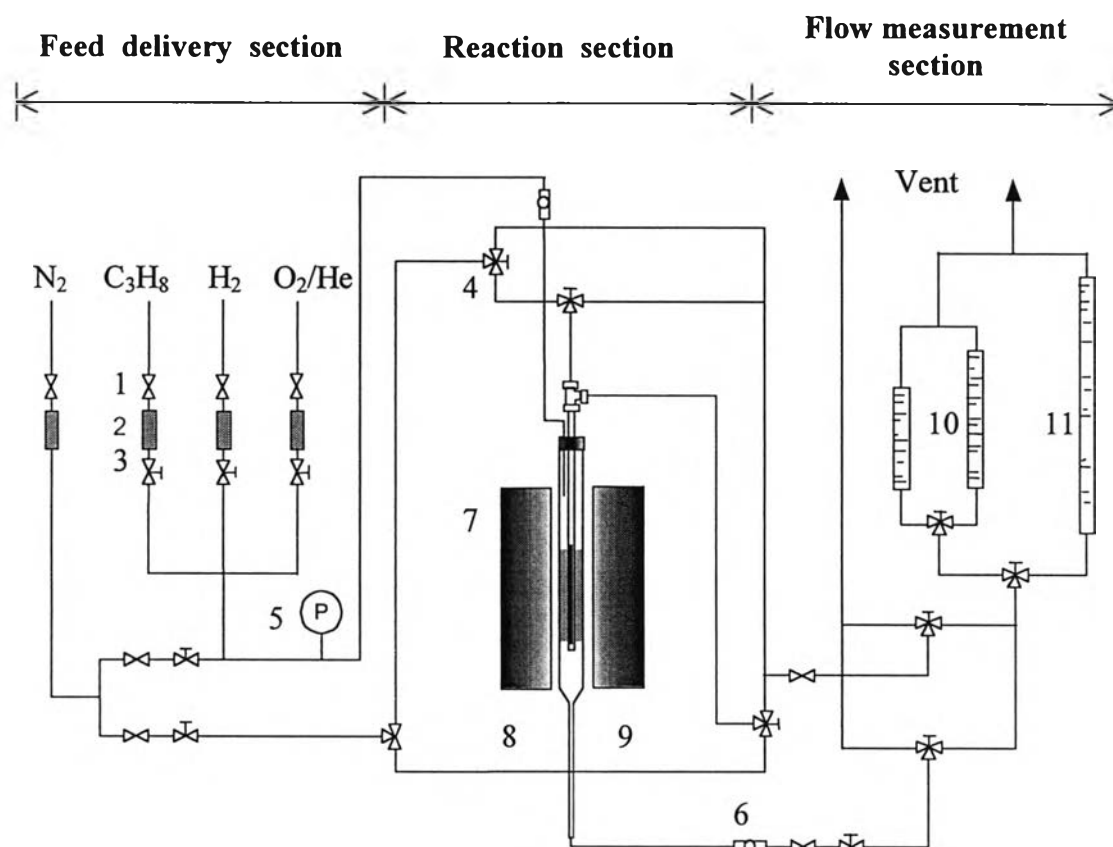 Feed delivery section
Reaction section
Flow measurement
section
Vent
N₂
C₃H₈
H₂
O₂/He
4
1
2
3
10
11
7
5
P
8
9
6